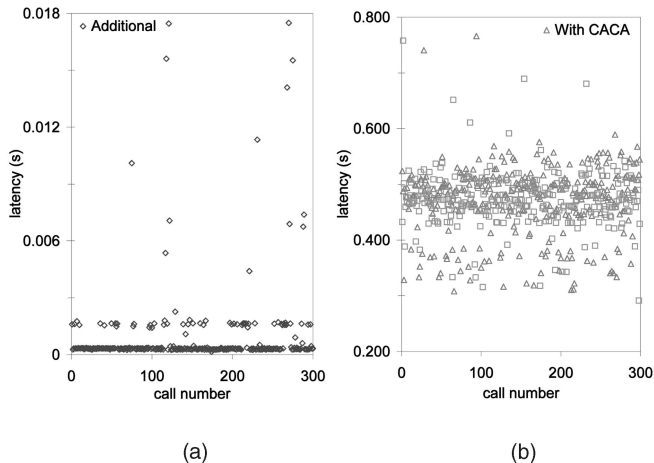 0.018
0.012
0.006
0
latency (s)
Additional
0 100 200 300
call number
(a)
0.800
0.600
0.400
0.200
latency (s)
With CACA
0 100 200 300
call number
(b)